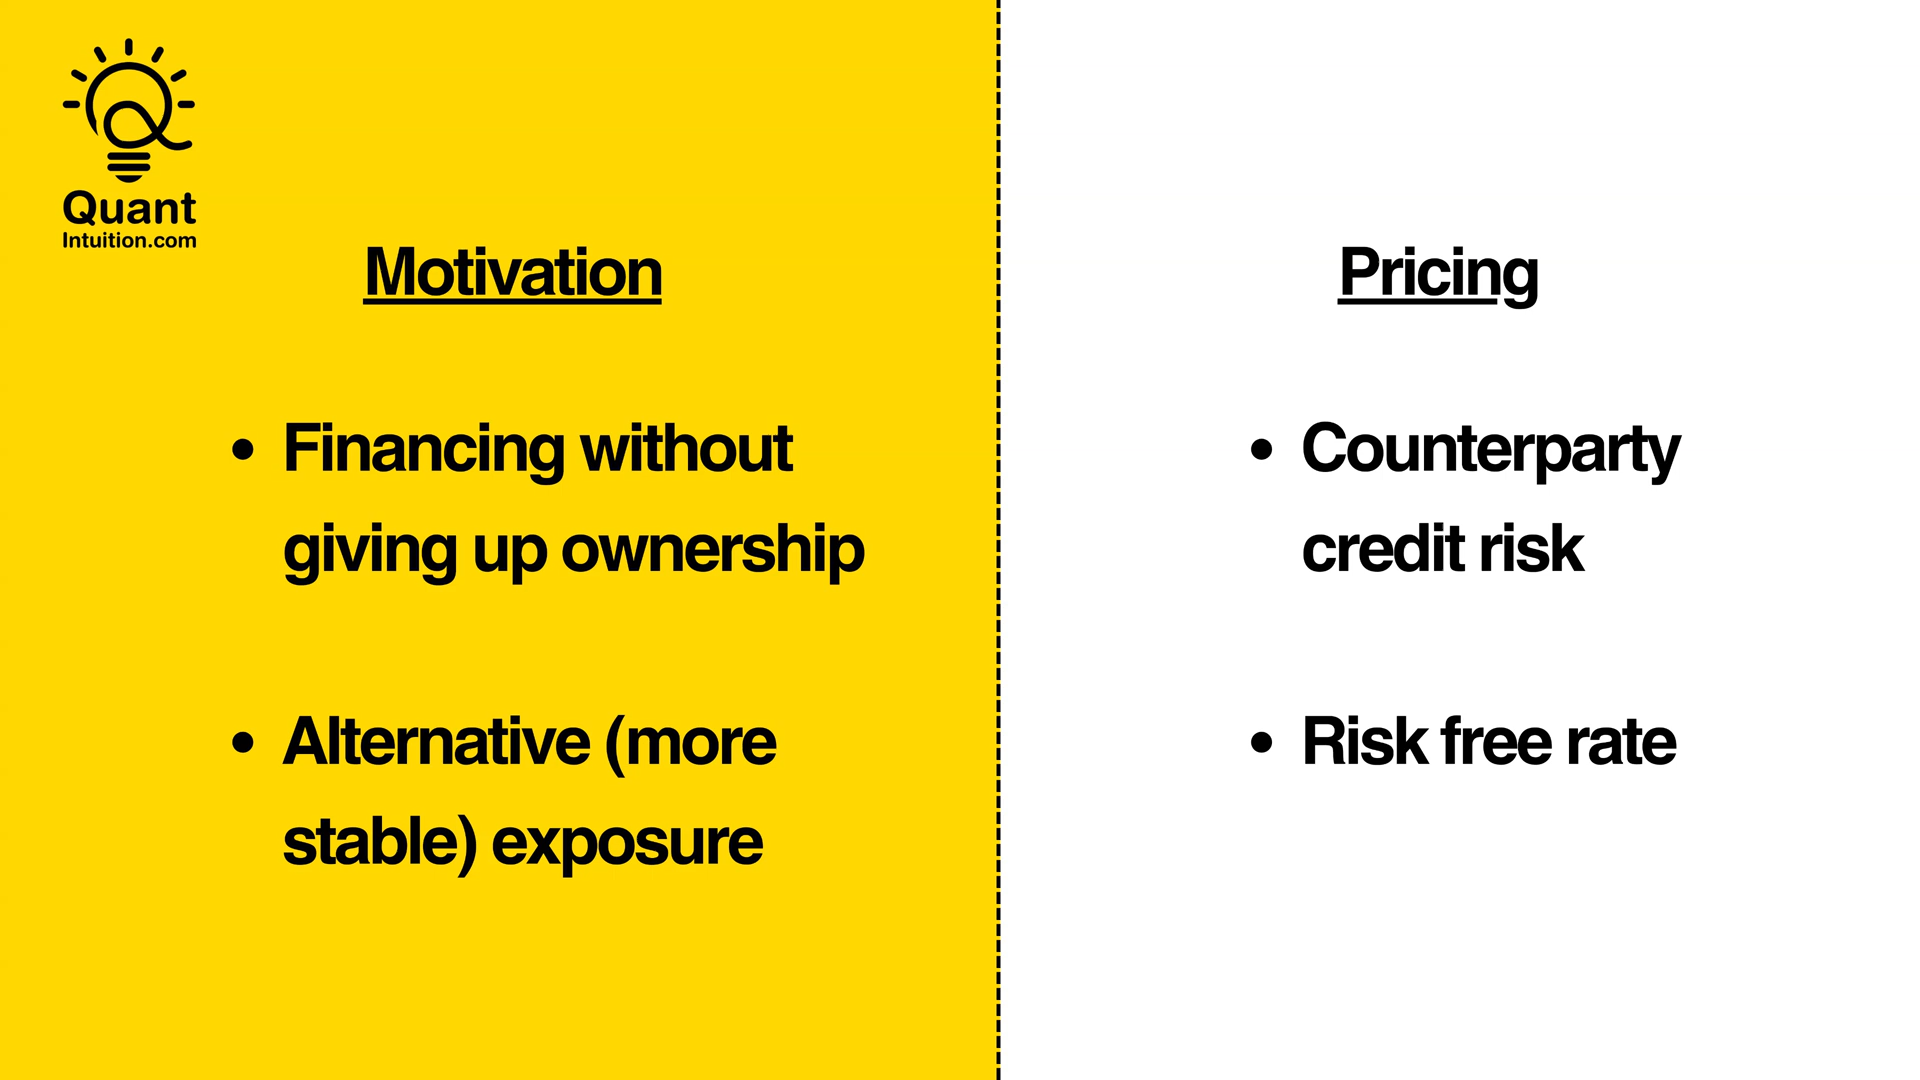 Quant
Intuition.com
Motivation
• Financing without
giving up ownership
• Alternative (more
stable) exposure
Pricing
• Counterparty
credit risk
• Risk free rate